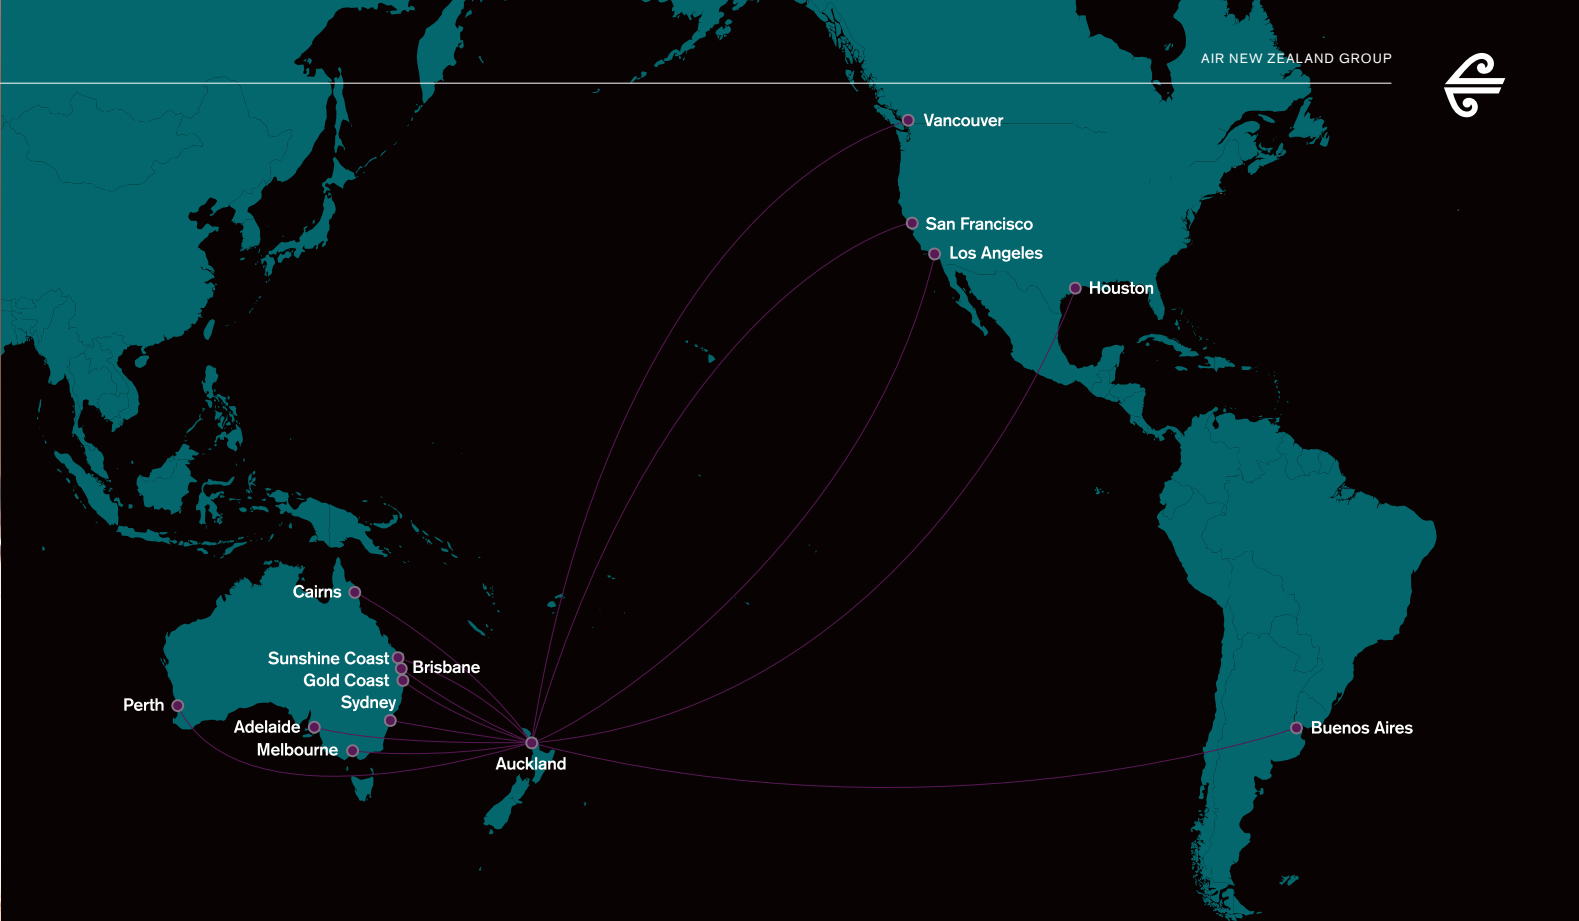 AIR NEW ZEALAND GROUP
Vancouver
San Francisco
Los Angeles
Houston
Cairns
Sunshine Coast
Brisbane
Gold Coast
Sydney
Perth
Adelaide
Melbourne
Auckland
Buenos Aires